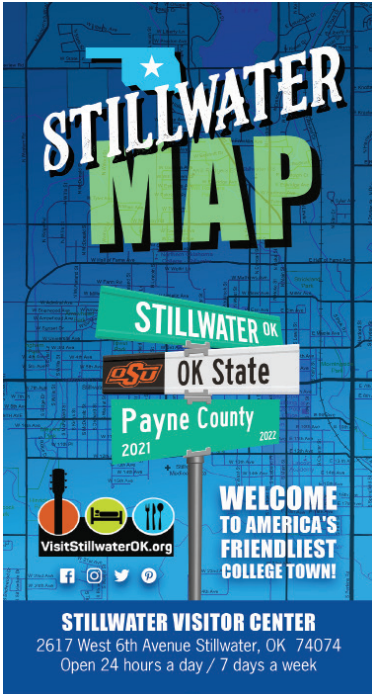 STILLWATER
MAP
STILLWATER OK
OSU OK State
Payne County
2021 2022
VisitStillwaterOK.org
WELCOME
TO AMERICA'S
FRIENDLIEST
COLLEGE TOWN!
STILLWATER VISITOR CENTER
2617 West 6th Avenue Stillwater, OK 74074
Open 24 hours a day / 7 days a week